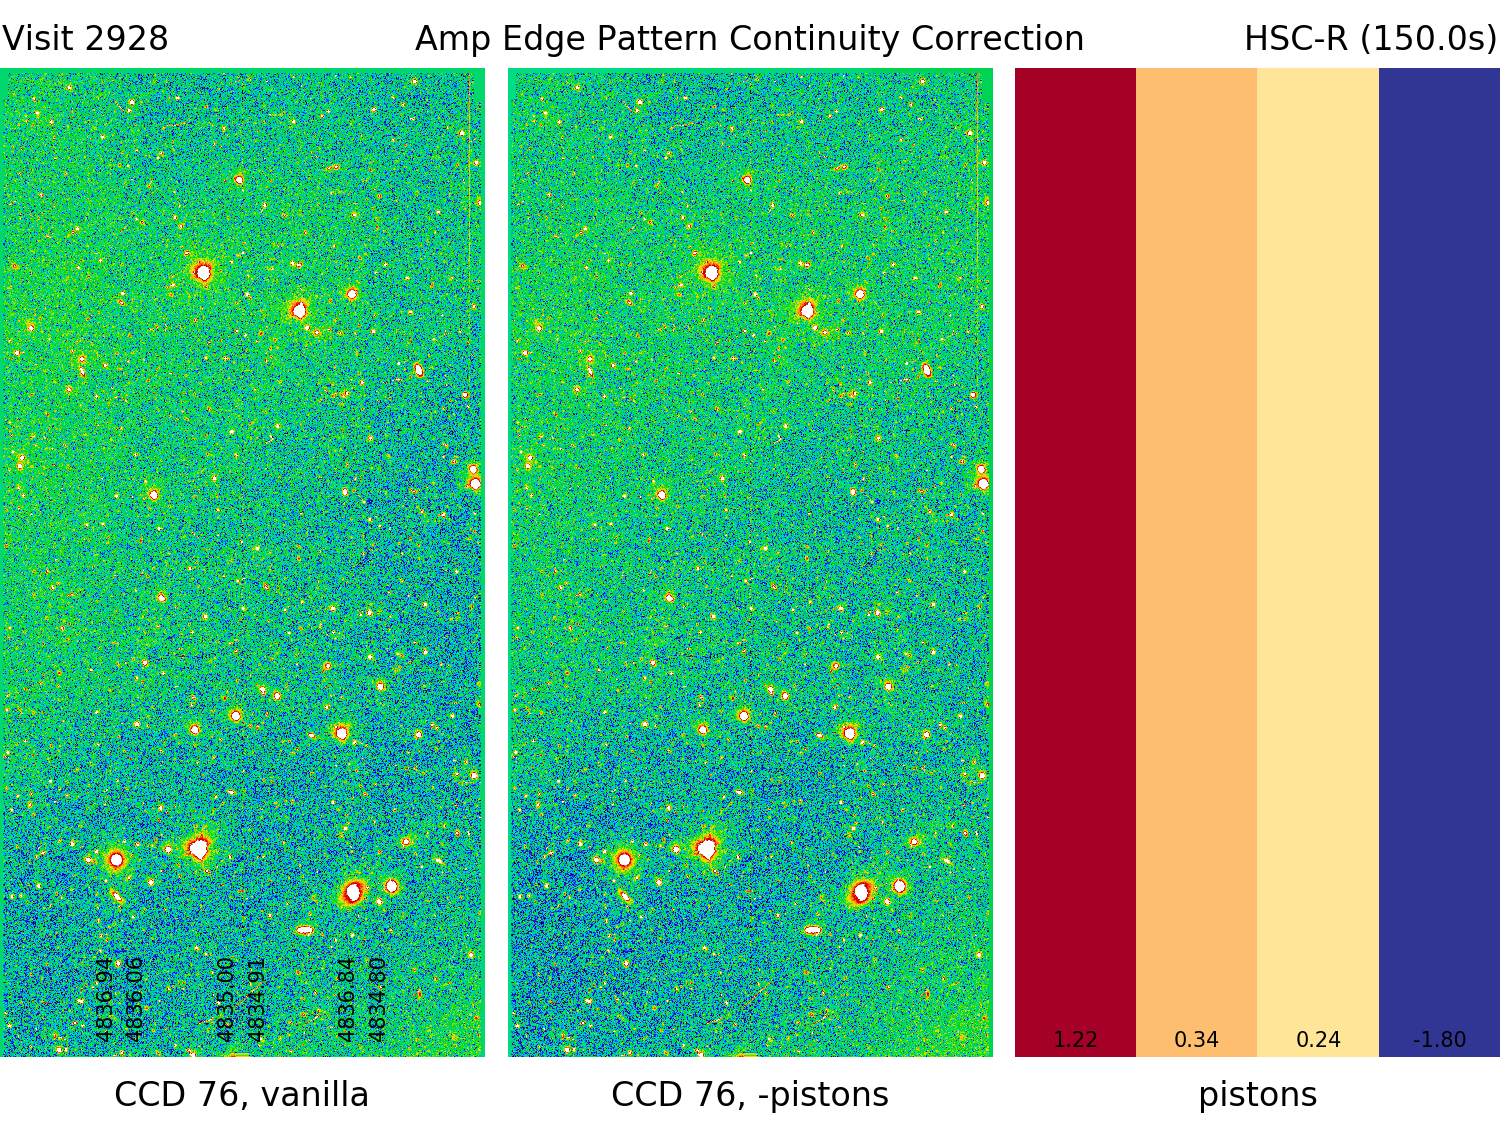 Visit 2928
Amp Edge Pattern Continuity Correction
HSC-R (150.0s)
4836.94
4836.06
4835.00
4834.91
4836.84
4834.80
1.22
0.34
0.24
-1.80
CCD 76, vanilla
CCD 76, -pistons
pistons